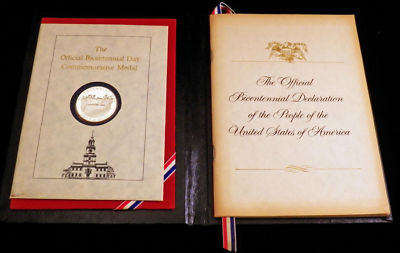 The
Official Bicentennial Day
Commemorative Medal
The Official
Bicentennial Declaration
of the People of the
United States of America